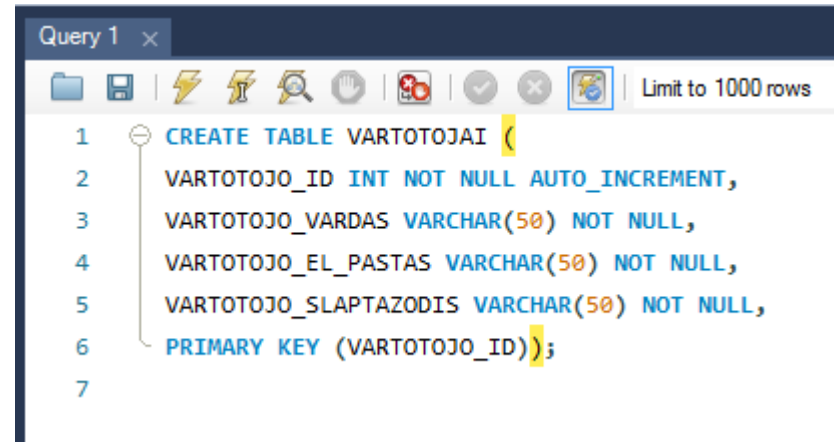 Query 1
Limit to 1000 rows
1 CREATE TABLE VARTOTOJAI (
2 VARTOTOJO_ID INT NOT NULL AUTO_INCREMENT,
3 VARTOTOJO_VARDAS VARCHAR(50) NOT NULL,
4 VARTOTOJO_EL_PASTAS VARCHAR(50) NOT NULL,
5 VARTOTOJO_SLAPTAZODIS VARCHAR(50) NOT NULL,
6 PRIMARY KEY (VARTOTOJO_ID));
7